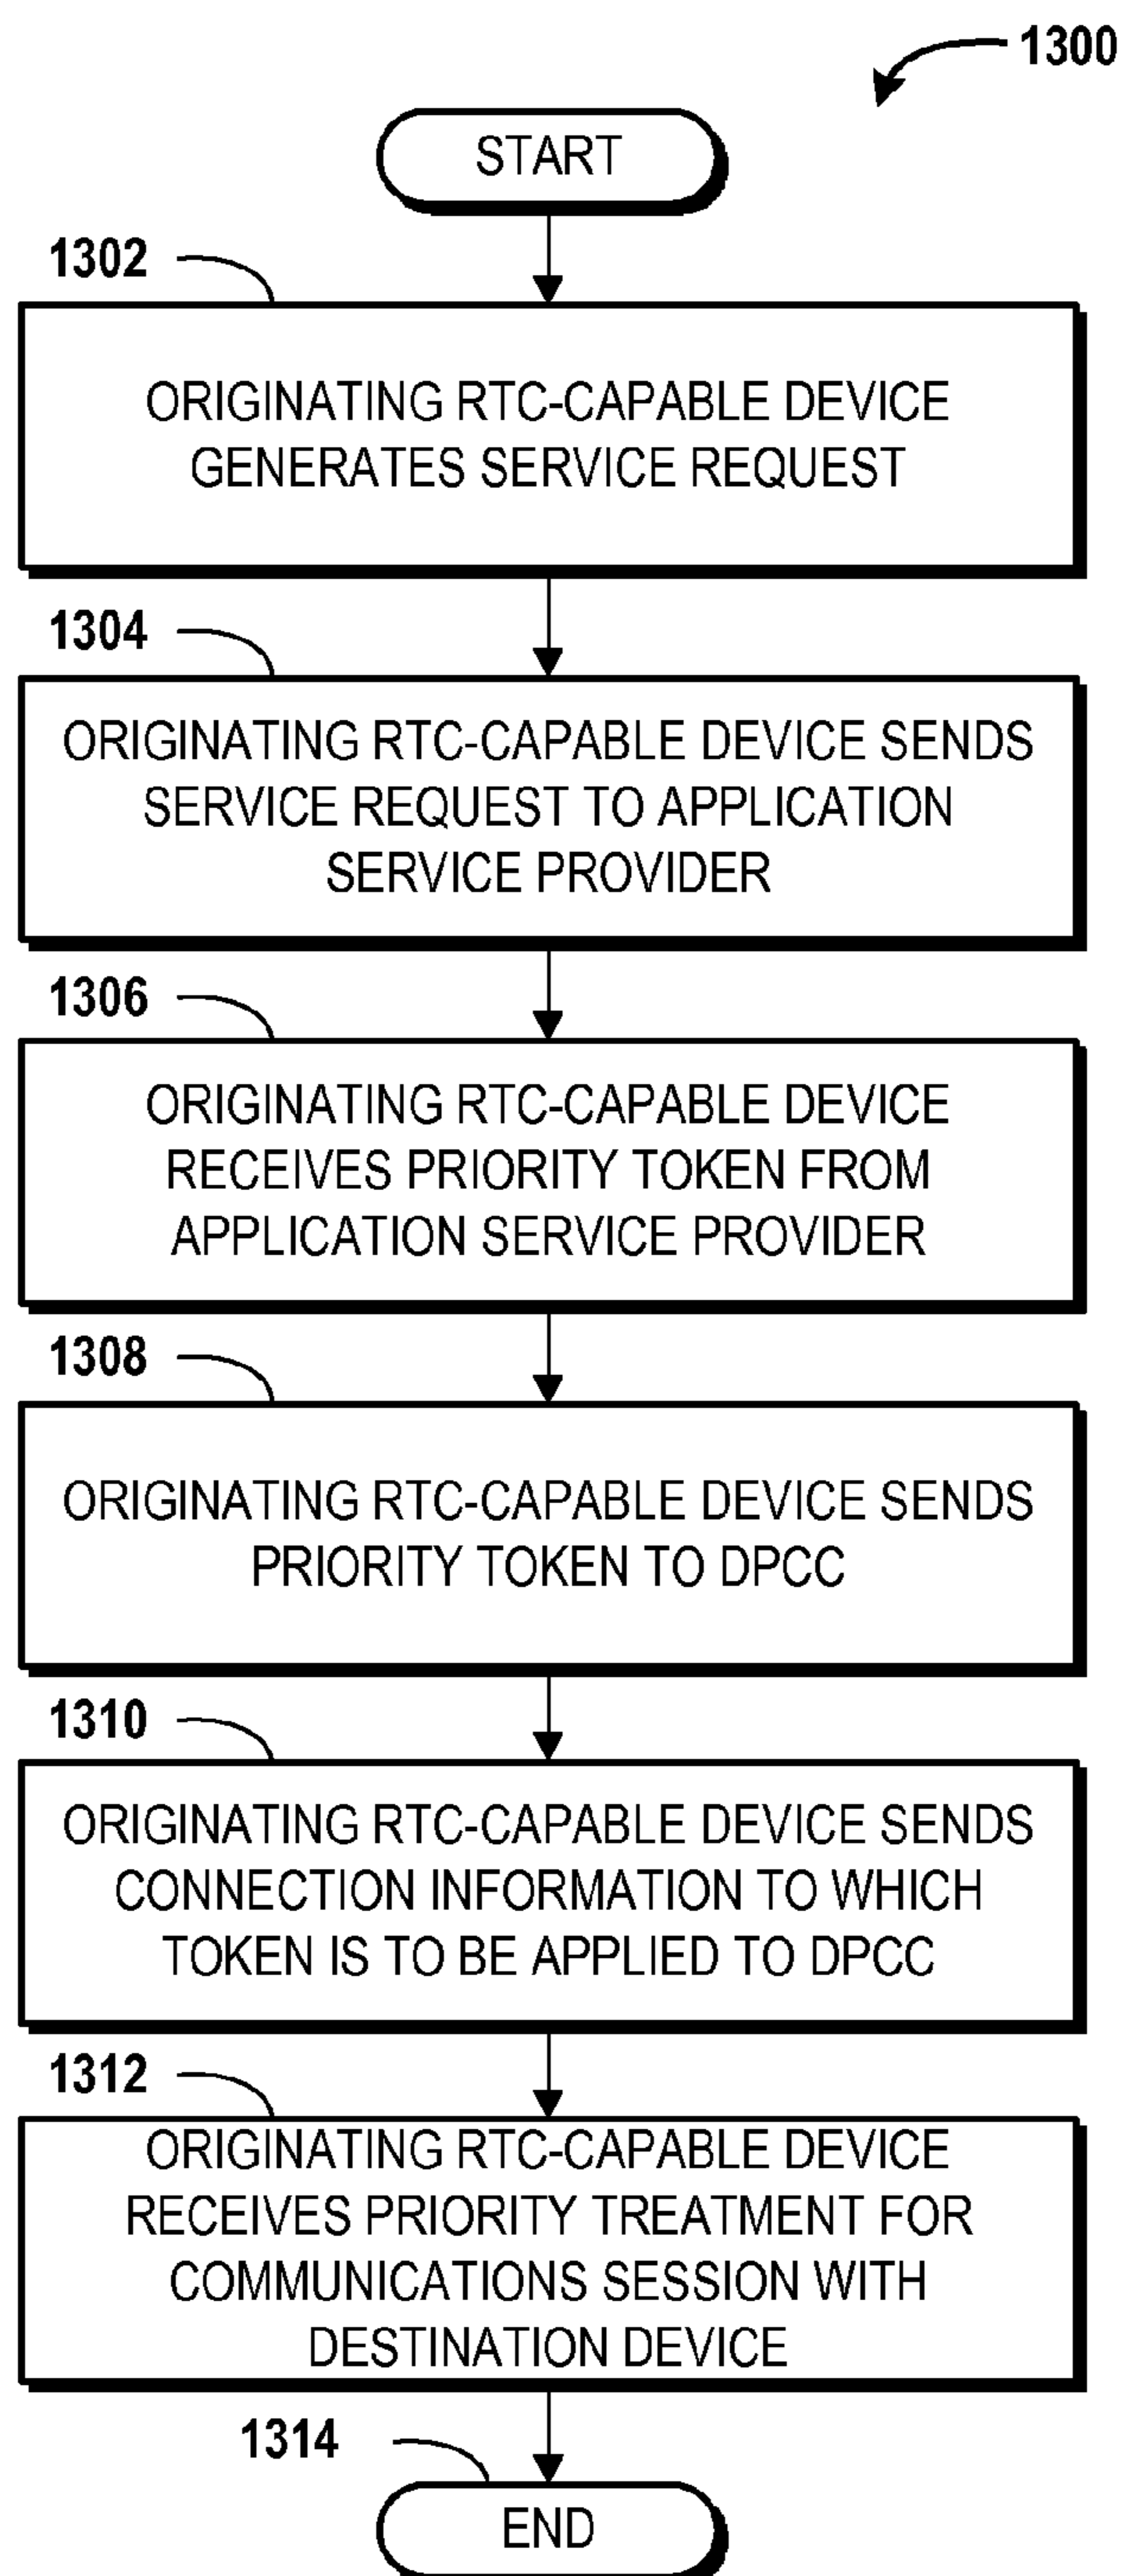 1300
START
1302
ORIGINATING RTC-CAPABLE DEVICE
GENERATES SERVICE REQUEST
1304
ORIGINATING RTC-CAPABLE DEVICE SENDS
SERVICE REQUEST TO APPLICATION
SERVICE PROVIDER
1306
ORIGINATING RTC-CAPABLE DEVICE
RECEIVES PRIORITY TOKEN FROM
APPLICATION SERVICE PROVIDER
1308
ORIGINATING RTC-CAPABLE DEVICE SENDS
PRIORITY TOKEN TO DPCC
1310
ORIGINATING RTC-CAPABLE DEVICE SENDS
CONNECTION INFORMATION TO WHICH
TOKEN IS TO BE APPLIED TO DPCC
1312
ORIGINATING RTC-CAPABLE DEVICE
RECEIVES PRIORITY TREATMENT FOR
COMMUNICATIONS SESSION WITH
DESTINATION DEVICE
1314
END